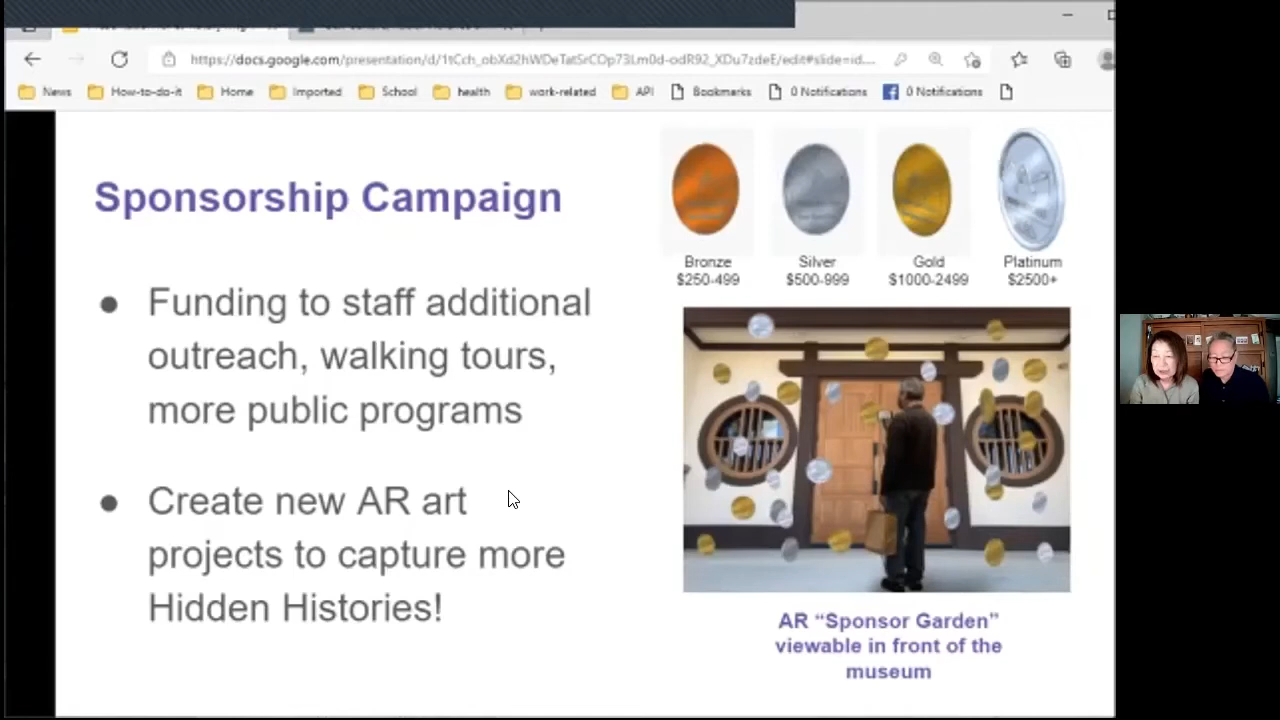 https://docs.google.com/presentation/d/1tCch_obXd2hWDeTatSrCOp73Lm0d-odR92_XDu7zdeE/edit#slide=id....
News How-to-do-it Home Imported School health work-related API Bookmarks 0 Notifications 0 Notifications
Sponsorship Campaign
● Funding to staff additional
outreach, walking tours,
more public programs
● Create new AR art
projects to capture more
Hidden Histories!
Bronze
$250-499
Silver
$500-999
Gold
$1000-2499
Platinum
$2500+
AR “Sponsor Garden”
viewable in front of the
museum